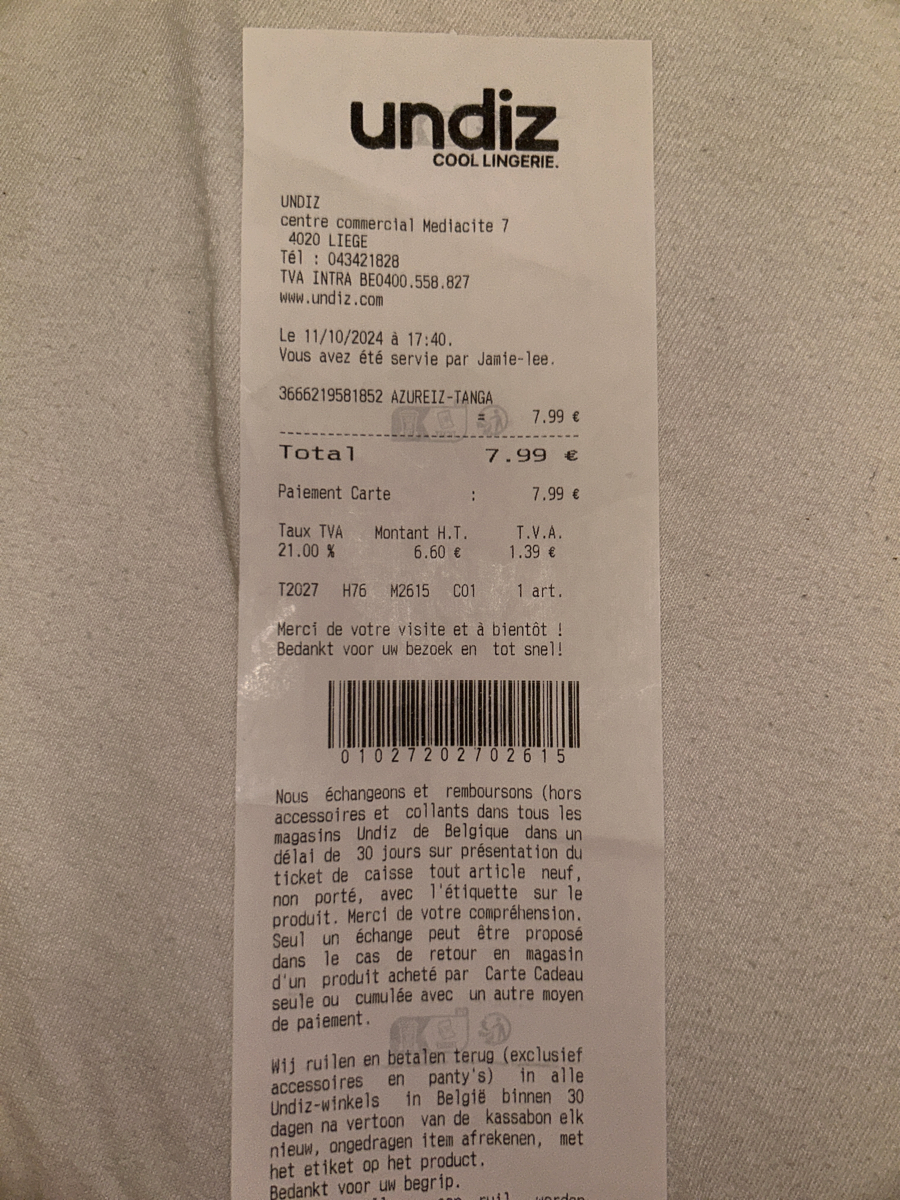 undiz
COOL LINGERIE.
UNDIZ
centre commercial Mediacite 7
4020 LIEGE
Tél : 043421828
TVA INTRA BE0400.558.827
www.undiz.com
Le 11/10/2024 à 17:40.
Vous avez été servie par Jamie-lee.
3666219581852 AZUREIZ-TANGA
= 7.99 €
Total 7.99 €
Paiement Carte : 7.99 €
Taux TVA Montant H.T. T.V.A.
21.00 % 6.60 € 1.39 €
T2027 H76 M2615 C01 1 art.
Merci de votre visite et à bientôt !
Bedankt voor uw bezoek en tot snel!
01027202702615
Nous échangeons et remboursons (hors
accessoires et collants dans tous les
magasins Undiz de Belgique dans un
délai de 30 jours sur présentation du
ticket de caisse tout article neuf,
non porté, avec l'étiquette sur le
produit. Merci de votre compréhension.
Seul un échange peut être proposé
dans le cas de retour en magasin
d'un produit acheté par Carte Cadeau
seule ou cumulée avec un autre moyen
de paiement.
Wij ruilen en betalen terug (exclusief
accessoires en panty's) in alle
Undiz-winkels in België binnen 30
dagen na vertoon van de kassabon elk
nieuw, ongedragen item afrekenen, met
het etiket op het product.
Bedankt voor uw begrip.